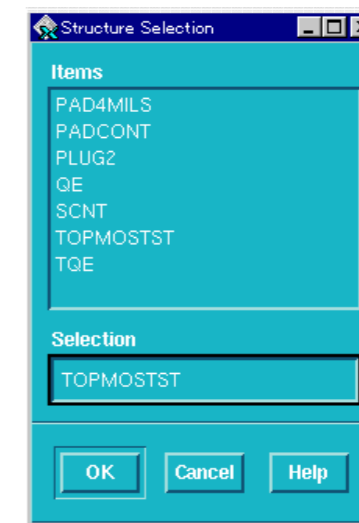 Structure Selection
Items
PAD4MILS
PADCONT
PLUG2
QE
SCNT
TOPMOSTST
TQE
Selection
TOPMOSTST
OK Cancel Help